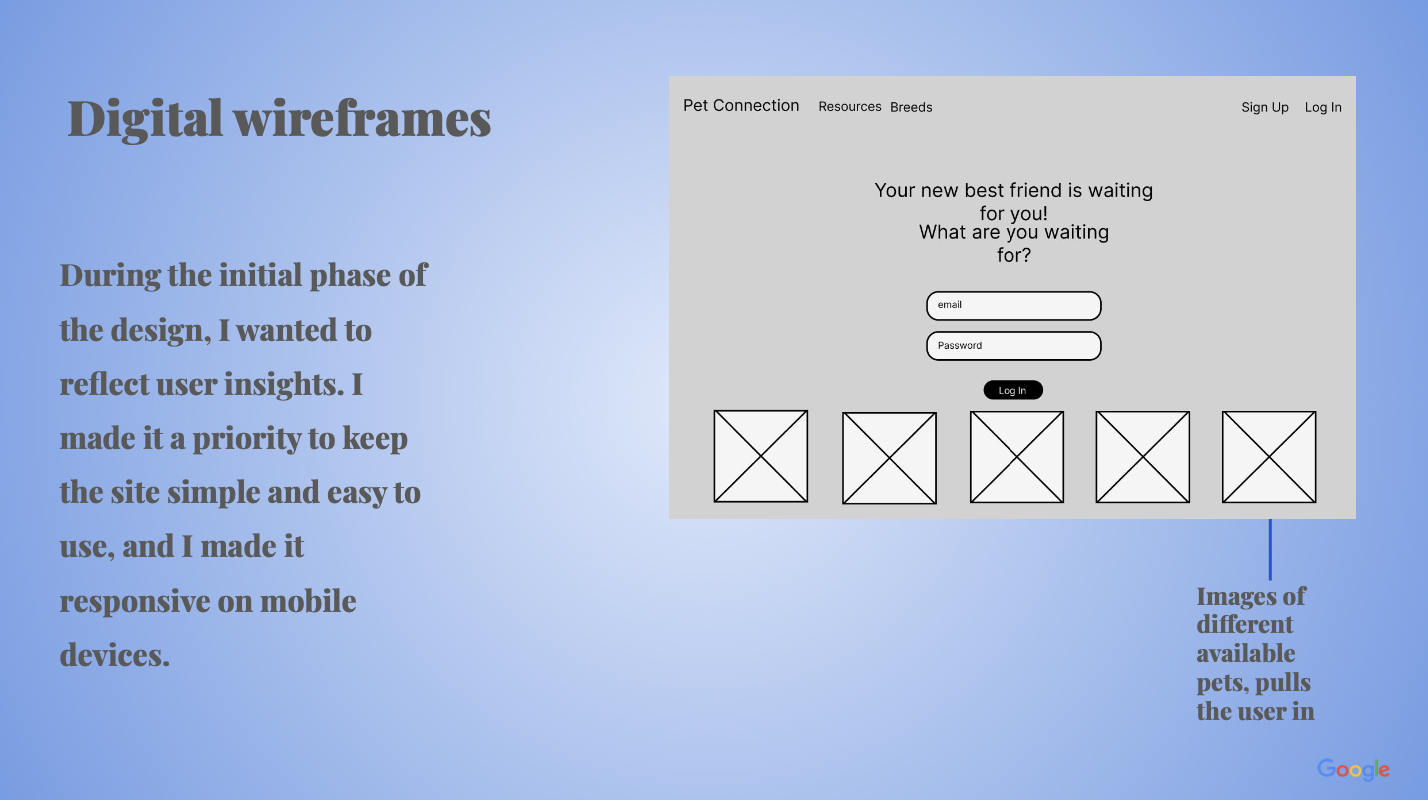 Digital wireframes
During the initial phase of
the design, I wanted to
reflect user insights. I
made it a priority to keep
the site simple and easy to
use, and I made it
responsive on mobile
devices.
Pet Connection Resources Breeds Sign Up Log In
Your new best friend is waiting
for you!
What are you waiting
for?
email
Password
Log In
Images of
different
available
pets, pulls
the user in
Google